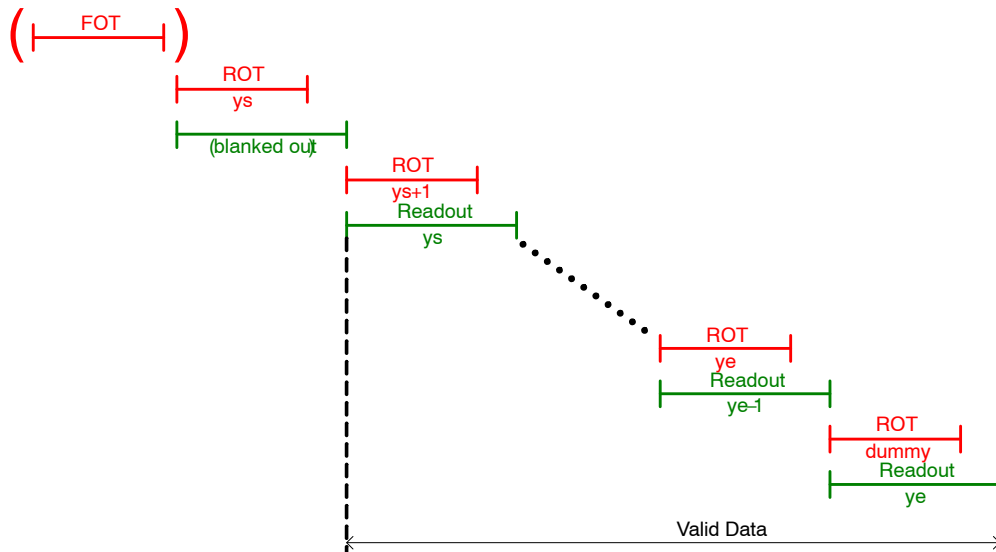 ( FOT )
ROT
ys
(blanked out)
ROT
ys+1
Readout
ys
ROT
ye
Readout
ye–1
ROT
dummy
Readout
ye
Valid Data